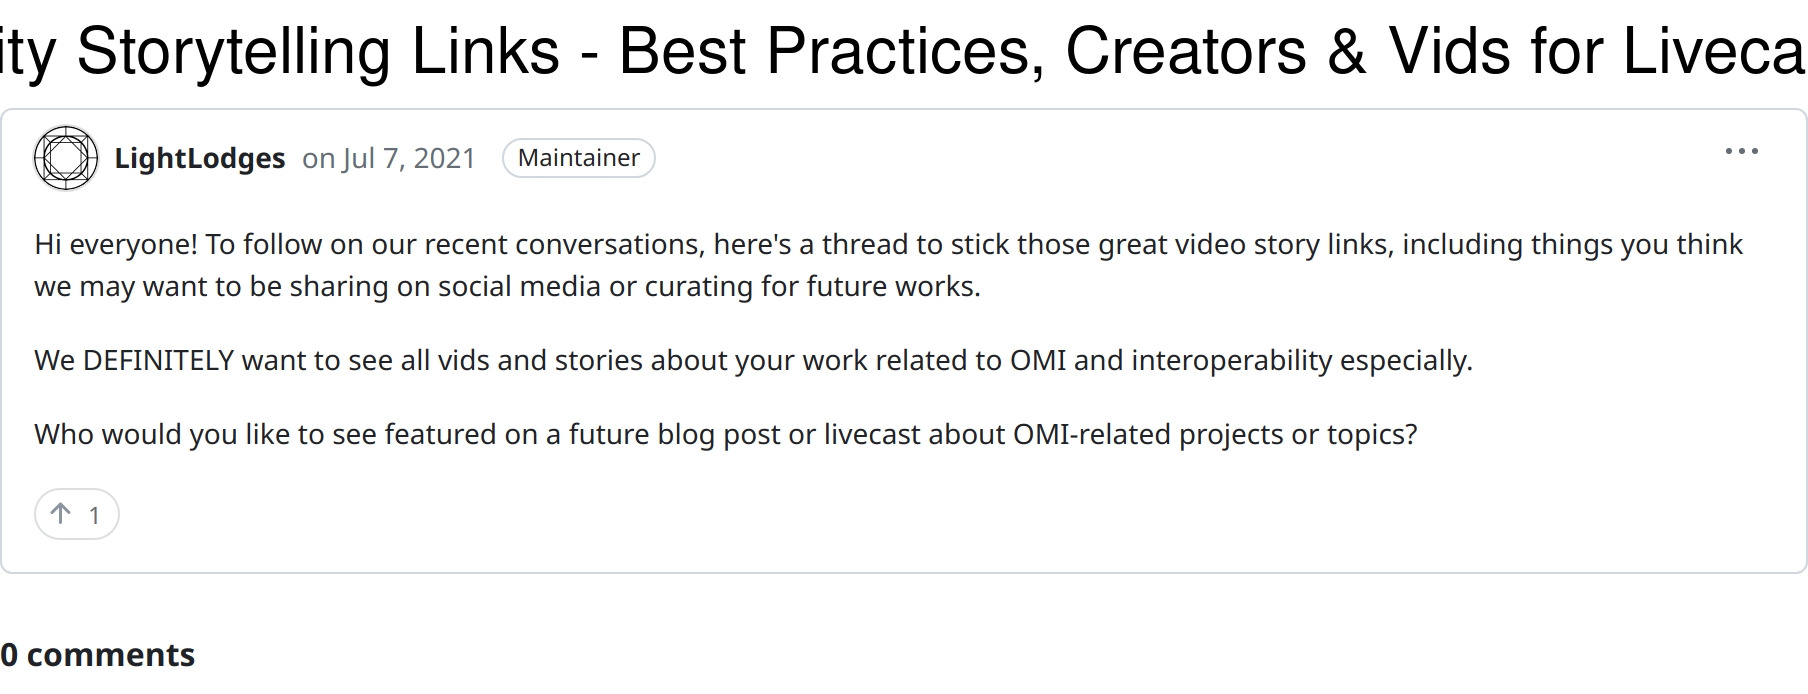 ity Storytelling Links - Best Practices, Creators & Vids for Liveca
LightLodges on Jul 7, 2021 Maintainer
Hi everyone! To follow on our recent conversations, here's a thread to stick those great video story links, including things you think
we may want to be sharing on social media or curating for future works.
We DEFINITELY want to see all vids and stories about your work related to OMI and interoperability especially.
Who would you like to see featured on a future blog post or livecast about OMI-related projects or topics?
1
0 comments